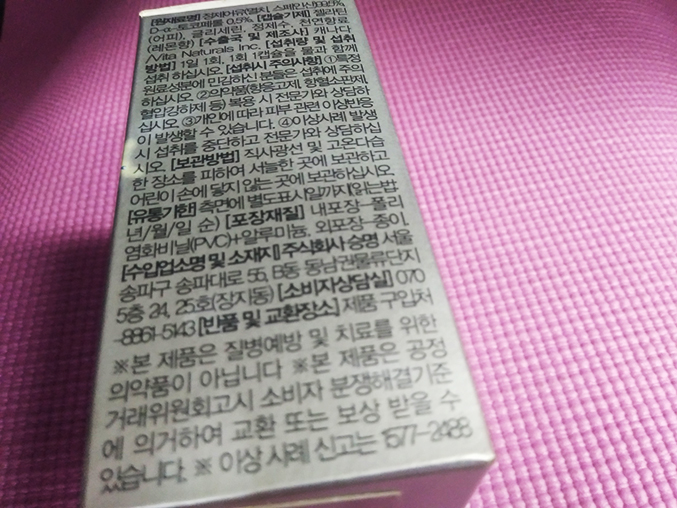 [원재료명] 정제어유(멸치, 스페인산)99.5%,
D-α-토코페롤 0.5%. [캡슐기제] 젤라틴
(어피), 글리세린, 정제수, 천연향료
(레몬향) [수출국 및 제조사] 캐나다
/Vita Naturals Inc. [섭취량 및 섭취
방법] 1일 1회, 1회 1캡슐을 물과 함께
섭취 하십시오. [섭취시 주의사항] ①특정
원료성분에 민감하신 분들은 섭취에 주의
하십시오. ②의약품(항응고제, 항혈소판제,
혈압강하제 등) 복용 시 전문가와 상담하
십시오. ③개인에 따라 피부 관련 이상반응
이 발생할 수 있습니다. ④이상사례 발생
시 섭취를 중단하고 전문가와 상담하십
시오. [보관방법] 직사광선 및 고온다습
한 장소를 피하여 서늘한 곳에 보관하고
어린이 손에 닿지 않는 곳에 보관하십시오.
[유통기한] 측면에 별도표시일까지(읽는법:
년/월/일 순) [포장재질] 내포장-폴리
염화비닐(PVC)+알루미늄, 외포장-종이
[수입업소명 및 소재지] 주식회사 승명 서울
송파구 송파대로 55, B동 동남권물류단지
5층 24, 25호(장지동) [소비자상담실] 070
-8861-5143 [반품 및 교환장소] 제품 구입처
※본 제품은 질병예방 및 치료를 위한
의약품이 아닙니다 ※본 제품은 공정
거래위원회고시 소비자 분쟁해결기준
에 의거하여 교환 또는 보상 받을 수
있습니다. ※ 이상 사례 신고는 1577-2488